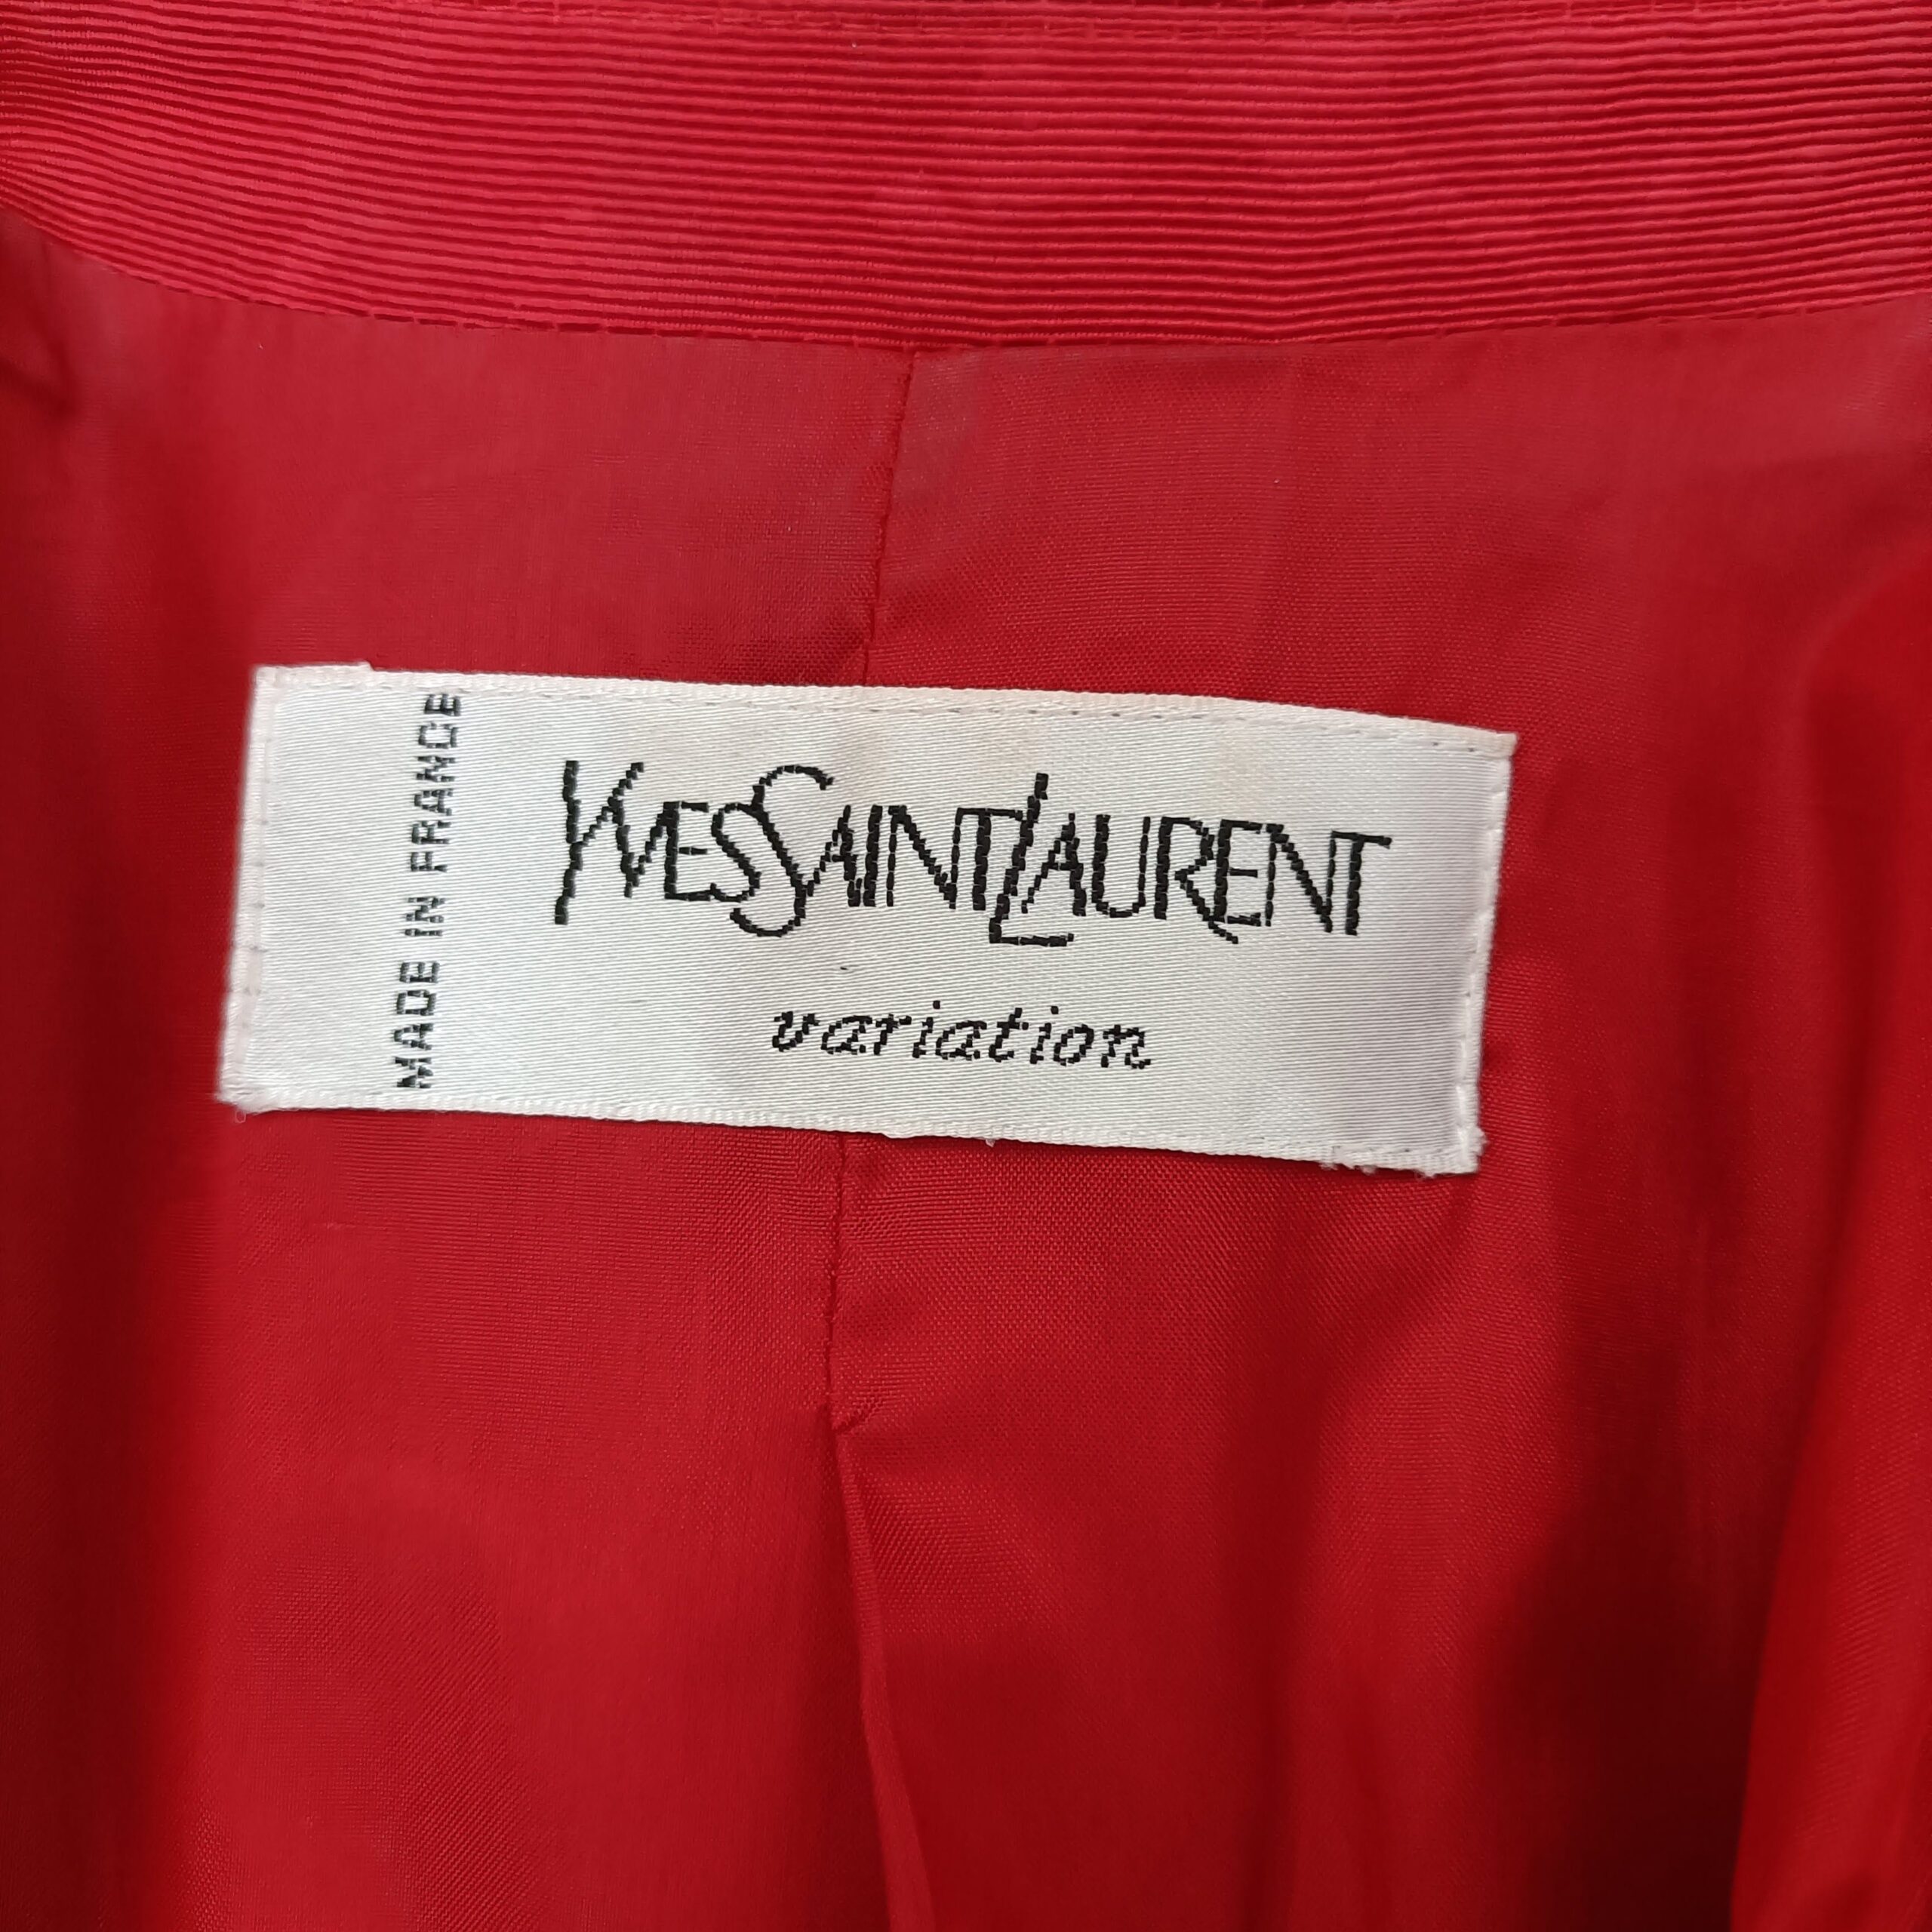 MADE IN FRANCE
YVESSAINTLAURENT
variation